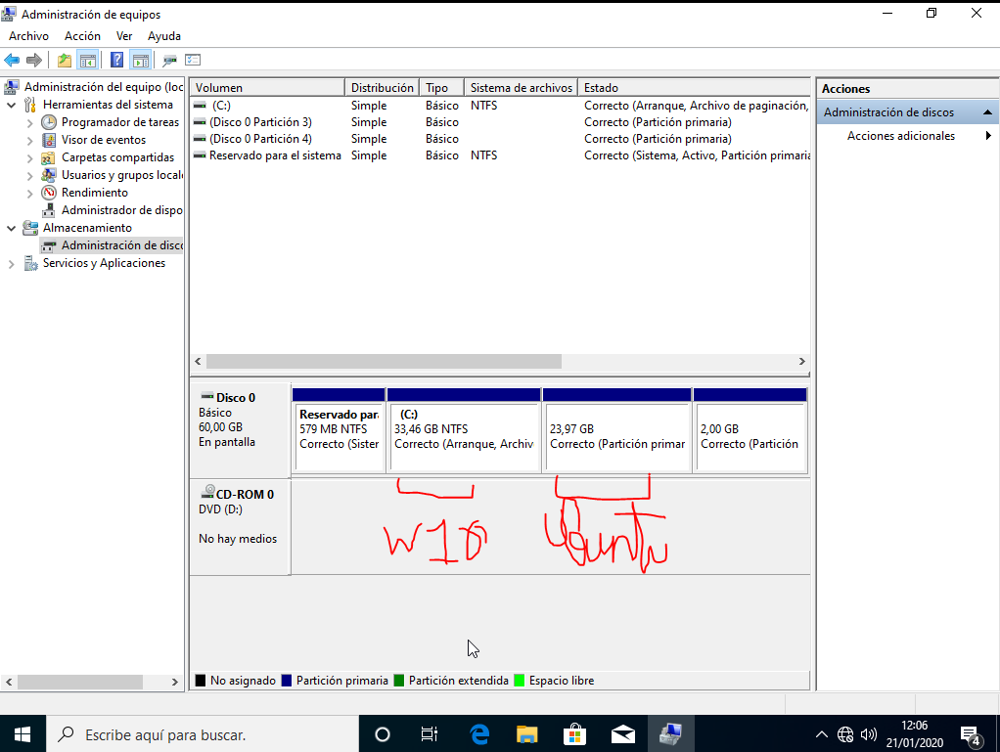 Administración de equipos
Archivo Acción Ver Ayuda
Administración del equipo (loc
Herramientas del sistema
Programador de tareas
Visor de eventos
Carpetas compartidas
Usuarios y grupos local
Rendimiento
Administrador de dispo
Almacenamiento
Administración de disco
Servicios y Aplicaciones
Volumen Distribución Tipo Sistema de archivos Estado
(C:) Simple Básico NTFS Correcto (Arranque, Archivo de paginación,
(Disco 0 Partición 3) Simple Básico Correcto (Partición primaria)
(Disco 0 Partición 4) Simple Básico Correcto (Partición primaria)
Reservado para el sistema Simple Básico NTFS Correcto (Sistema, Activo, Partición primaria
Acciones
Administración de discos
Acciones adicionales
Disco 0
Básico
60,00 GB
En pantalla
Reservado par
579 MB NTFS
Correcto (Sister
(C:)
33,46 GB NTFS
Correcto (Arranque, Archiv
23,97 GB
Correcto (Partición primar
2,00 GB
Correcto (Partición
CD-ROM 0
DVD (D:)
No hay medios
W10 Ubuntu
No asignado Partición primaria Partición extendida Espacio libre
Escribe aquí para buscar.
12:06
21/01/2020
4